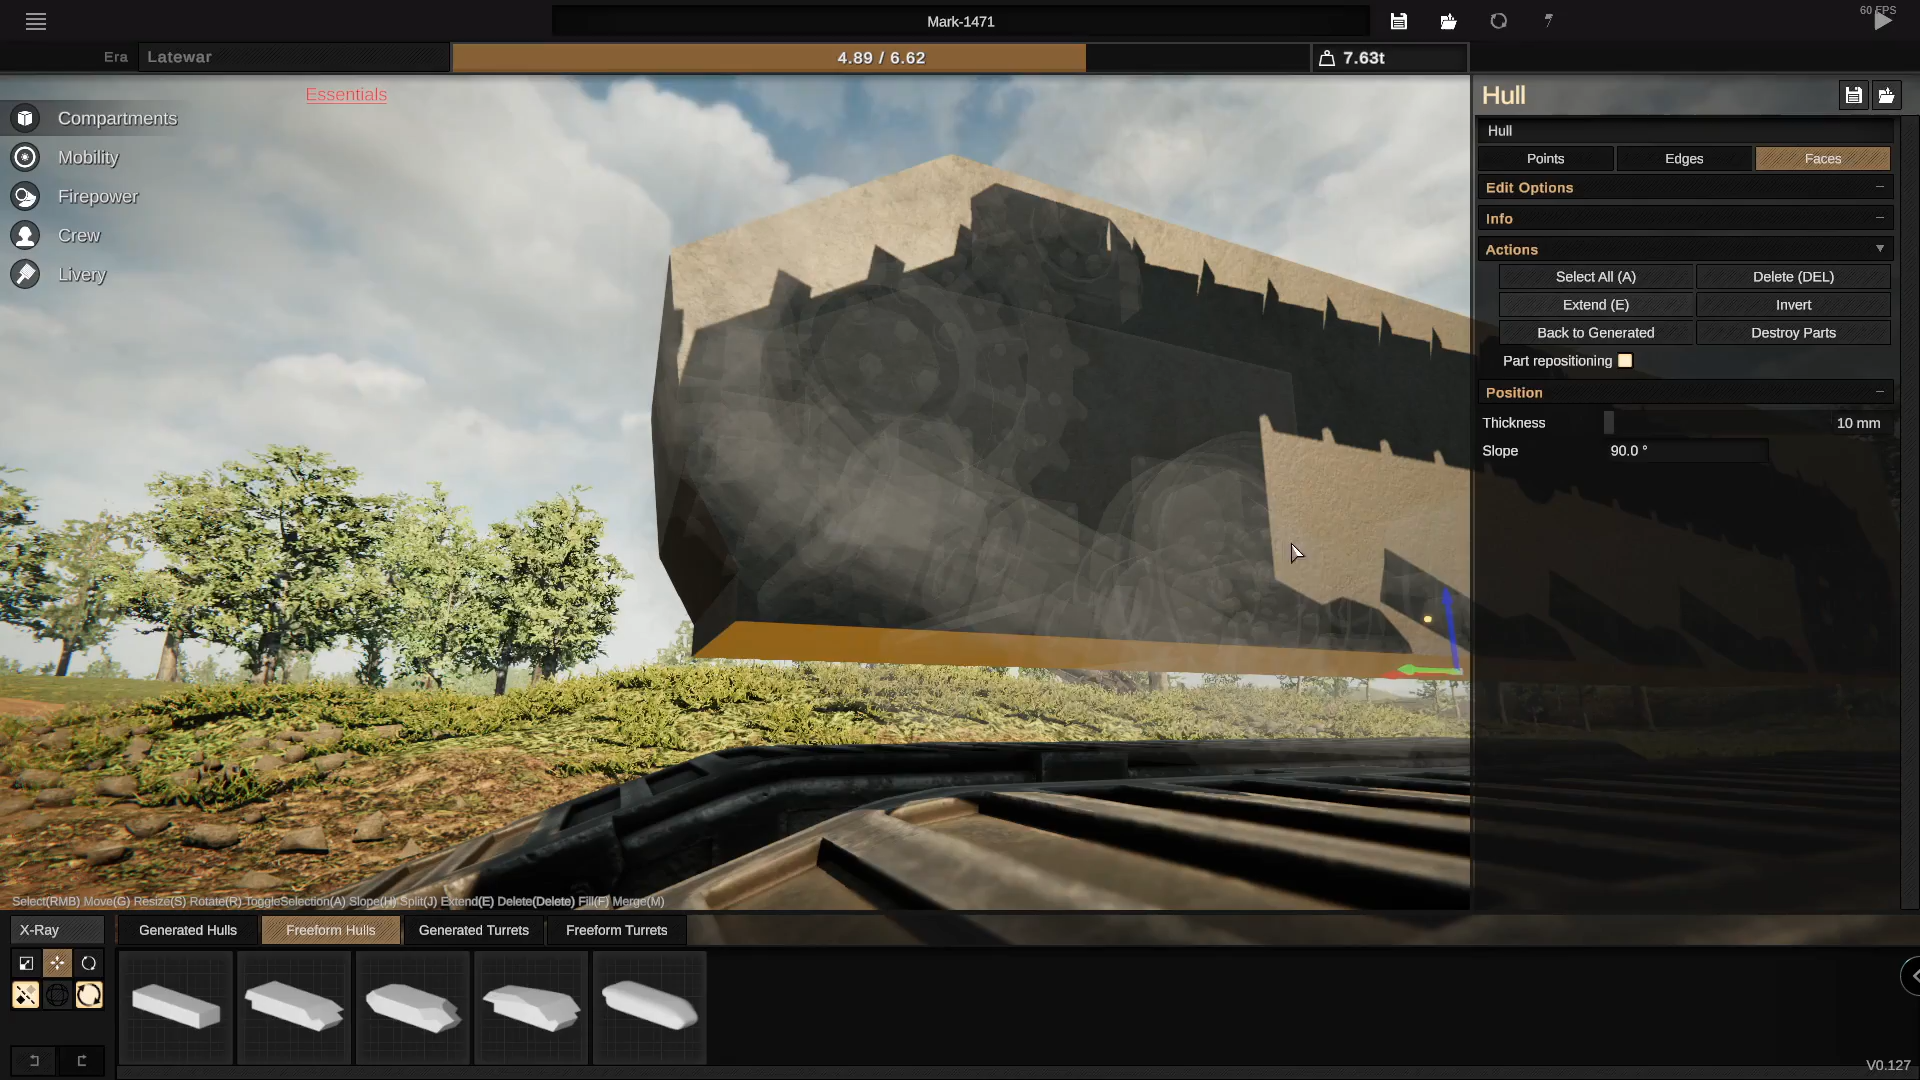 60 FPS
Mark-1471
Era
Latewar
4.89 / 6.62
7.63t
Essentials
Compartments
Mobility
Firepower
Crew
Livery
Hull
Hull
Points
Edges
Faces
Edit Options
Info
Actions
Select All (A)
Delete (DEL)
Extend (E)
Invert
Back to Generated
Destroy Parts
Part repositioning
Position
Thickness
10 mm
Slope
90.0 °
Select(RMB) Move(G) Resize(S) Rotate(R) ToggleSelection(A) Slope(H) Split(J) Extend(E) Delete(Delete) Fill(F) Merge(M)
X-Ray
Generated Hulls
Freeform Hulls
Generated Turrets
Freeform Turrets
V0.127